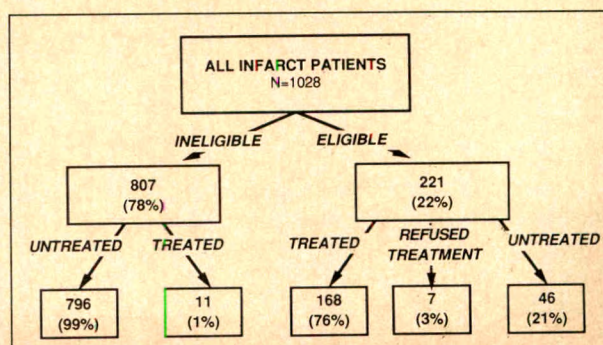 ALL INFARCT PATIENTS
N=1028
INELIGIBLE
ELIGIBLE
807
(78%)
221
(22%)
UNTREATED
TREATED
TREATED
REFUSED
TREATMENT
UNTREATED
796
(99%)
11
(1%)
168
(76%)
7
(3%)
46
(21%)